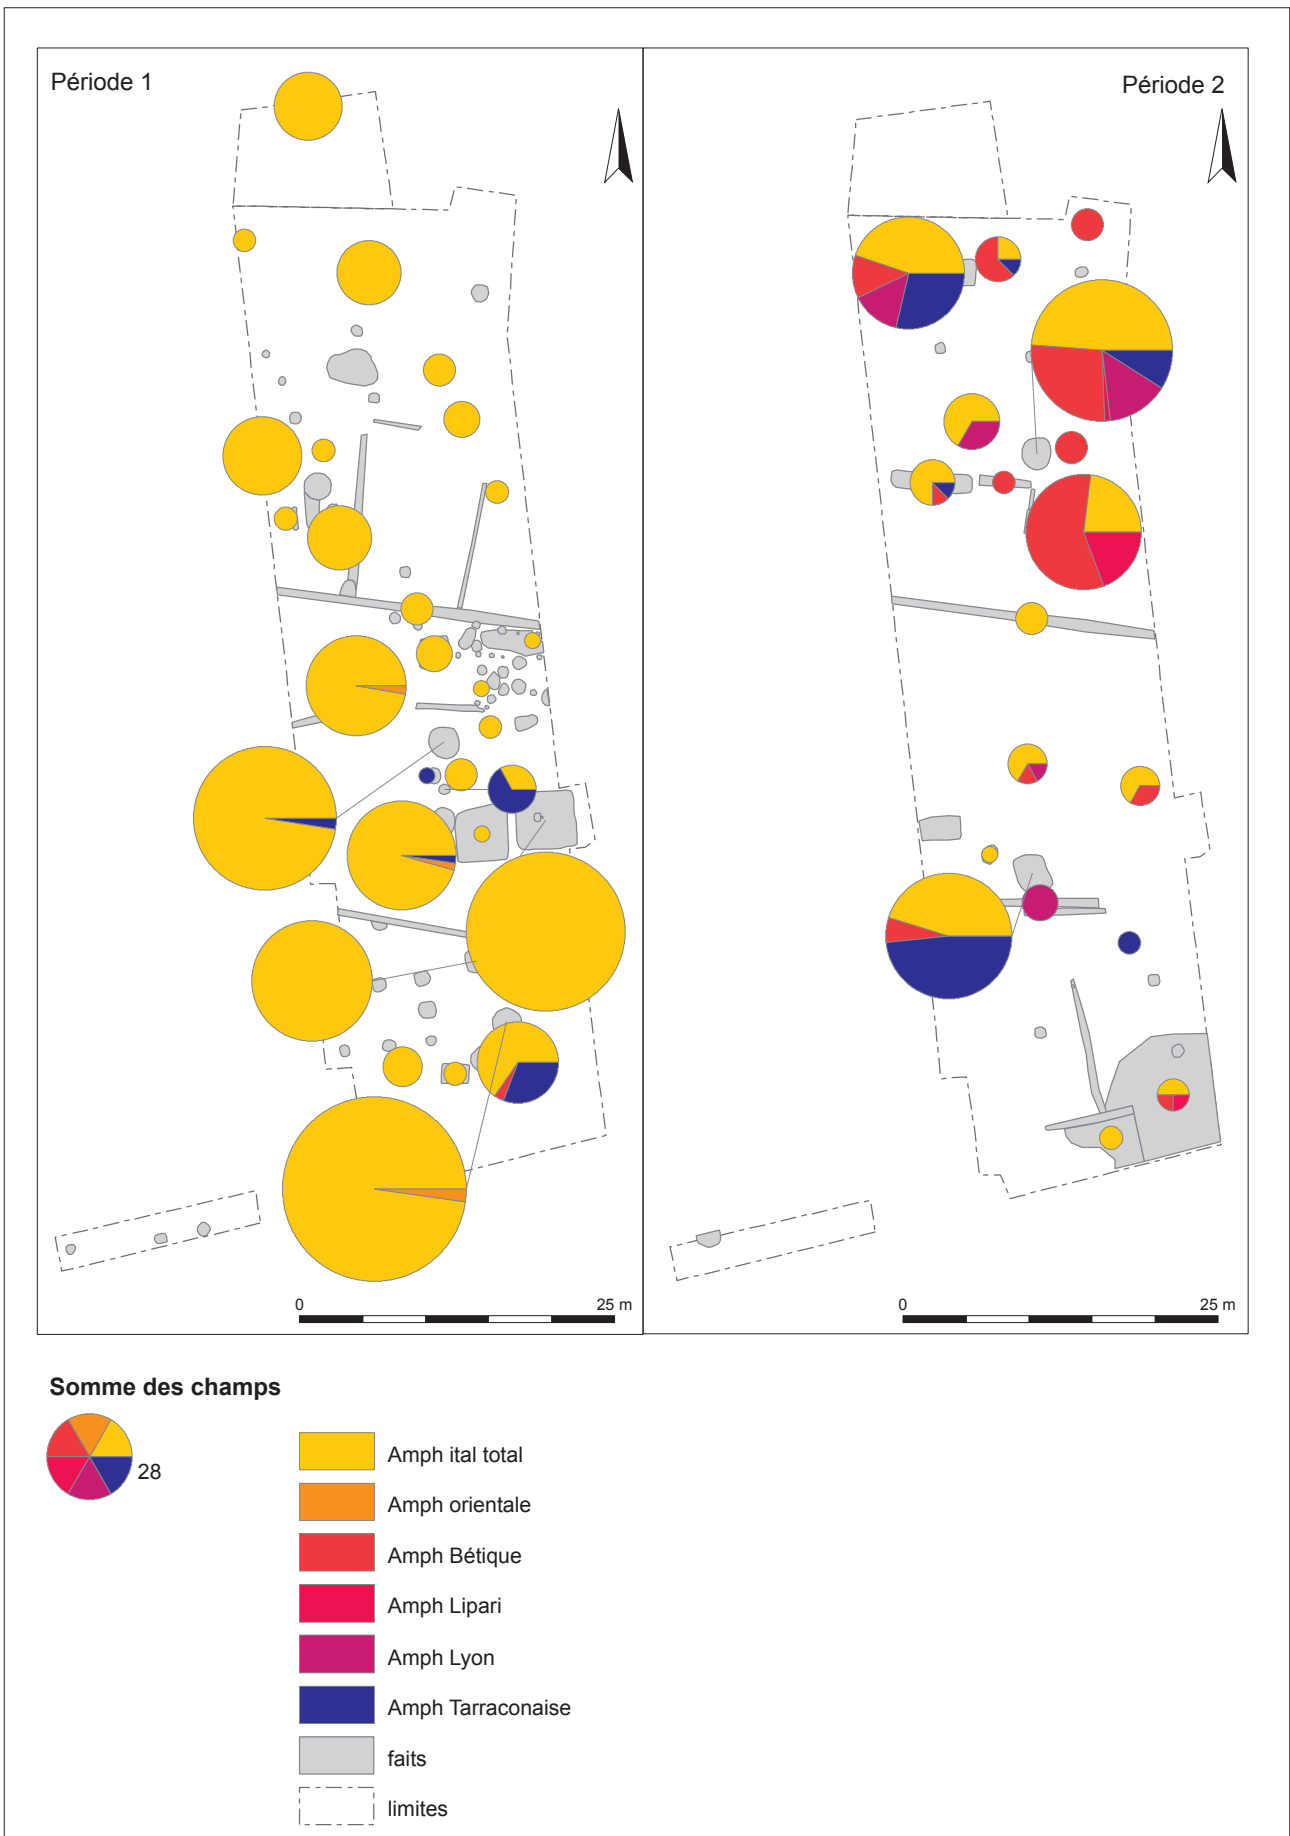 Période 1
Période 2
0
25 m
0
25 m
Somme des champs
28
Amph ital total
Amph orientale
Amph Bétique
Amph Lipari
Amph Lyon
Amph Tarraconaise
faits
limites